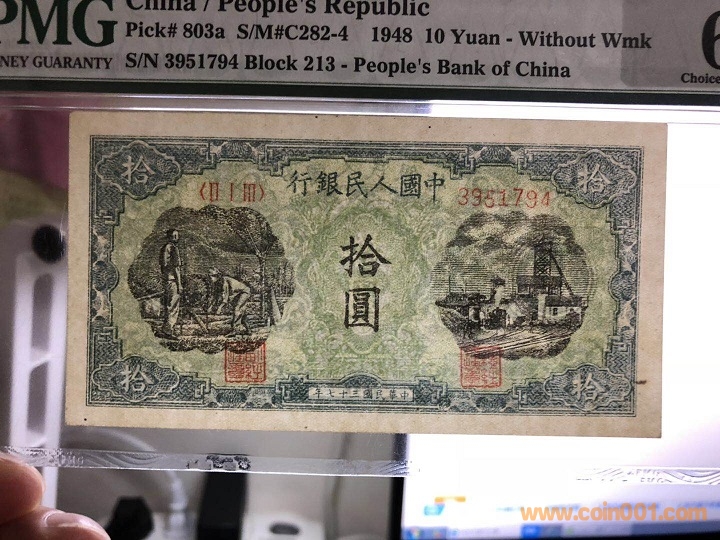 China / People's Republic
PMG
Pick# 803a S/M#C282-4 1948 10 Yuan - Without Wmk
NEY GUARANTY
S/N 3951794 Block 213 - People's Bank of China
6
Choice
拾
拾
行銀民人國中
〈II I III〉
3951794
拾
圓
拾
拾
年七十三國民華中
www.coin001.com